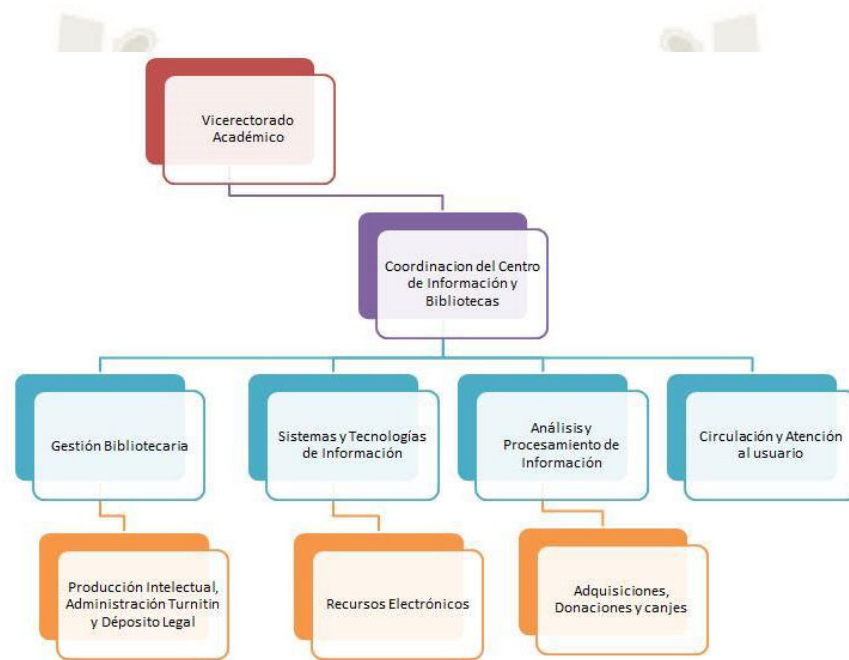 Vicerectorado
Académico
Coordinacion del Centro
de Información y
Bibliotecas
Gestión Bibliotecaria
Sistemas y Tecnologías
de Información
Análisis y
Procesamiento de
Información
Circulación y Atención
al usuario
Producción Intelectual,
Administración Turnitin
y Déposito Legal
Recursos Electrónicos
Adquisiciones,
Donaciones y canjes